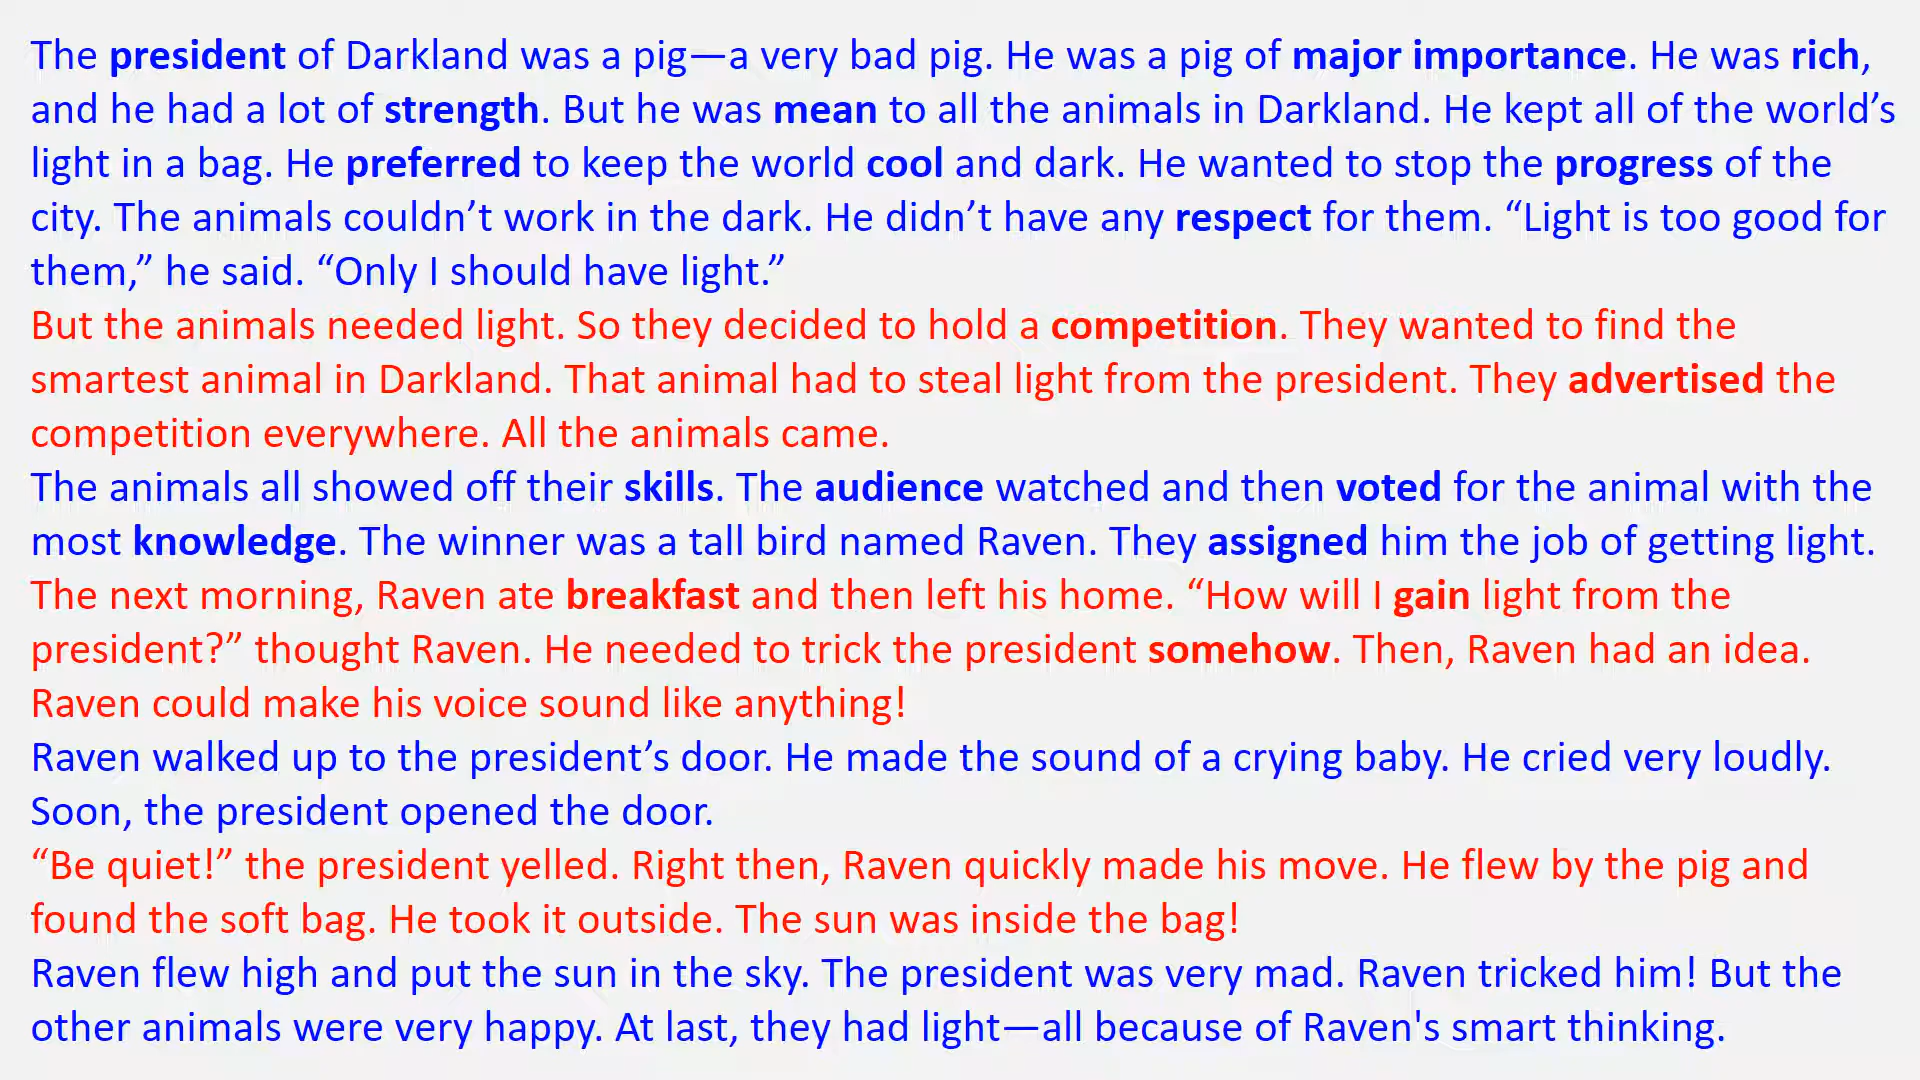 The president of Darkland was a pig—a very bad pig. He was a pig of major importance. He was rich,
and he had a lot of strength. But he was mean to all the animals in Darkland. He kept all of the world’s
light in a bag. He preferred to keep the world cool and dark. He wanted to stop the progress of the
city. The animals couldn’t work in the dark. He didn’t have any respect for them. “Light is too good for
them,” he said. “Only I should have light.”
But the animals needed light. So they decided to hold a competition. They wanted to find the
smartest animal in Darkland. That animal had to steal light from the president. They advertised the
competition everywhere. All the animals came.
The animals all showed off their skills. The audience watched and then voted for the animal with the
most knowledge. The winner was a tall bird named Raven. They assigned him the job of getting light.
The next morning, Raven ate breakfast and then left his home. “How will I gain light from the
president?” thought Raven. He needed to trick the president somehow. Then, Raven had an idea.
Raven could make his voice sound like anything!
Raven walked up to the president’s door. He made the sound of a crying baby. He cried very loudly.
Soon, the president opened the door.
“Be quiet!” the president yelled. Right then, Raven quickly made his move. He flew by the pig and
found the soft bag. He took it outside. The sun was inside the bag!
Raven flew high and put the sun in the sky. The president was very mad. Raven tricked him! But the
other animals were very happy. At last, they had light—all because of Raven's smart thinking.